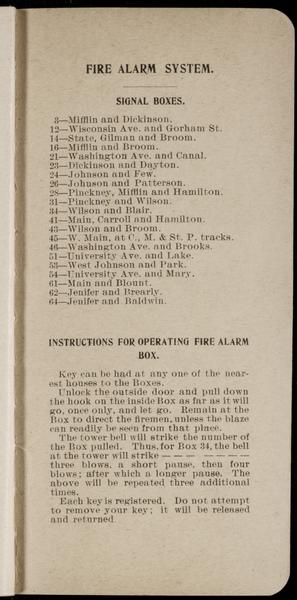 FIRE ALARM SYSTEM.
SIGNAL BOXES.
3—Mifflin and Dickinson.
12—Wisconsin Ave. and Gorham St.
14—State, Gilman and Broom.
16—Mifflin and Broom.
21—Washington Ave. and Canal.
23—Dickinson and Dayton.
24—Johnson and Few.
26—Johnson and Patterson.
28—Pinckney, Mifflin and Hamilton.
31—Pinckney and Wilson.
34—Wilson and Blair.
41—Main, Carroll and Hamilton.
43—Wilson and Broom.
45—W. Main, at C., M. & St. P. tracks.
46—Washington Ave. and Brooks.
51—University Ave. and Lake.
53—West Johnson and Park.
54—University Ave. and Mary.
61—Main and Blount.
62—Jenifer and Brearly.
64—Jenifer and Baldwin.
INSTRUCTIONS FOR OPERATING FIRE ALARM
BOX.
Key can be had at any one of the near-
est houses to the Boxes.
Unlock the outside door and pull down
the hook on the inside Box as far as it will
go, once only, and let go. Remain at the
Box to direct the firemen, unless the blaze
can readily be seen from that place.
The tower bell will strike the number of
the Box pulled. Thus, for Box 34, the bell
at the tower will strike — — — — — — —
three blows, a short pause, then four
blows; after which a longer pause. The
above will be repeated three additional
times.
Each key is registered. Do not attempt
to remove your key; it will be released
and returned